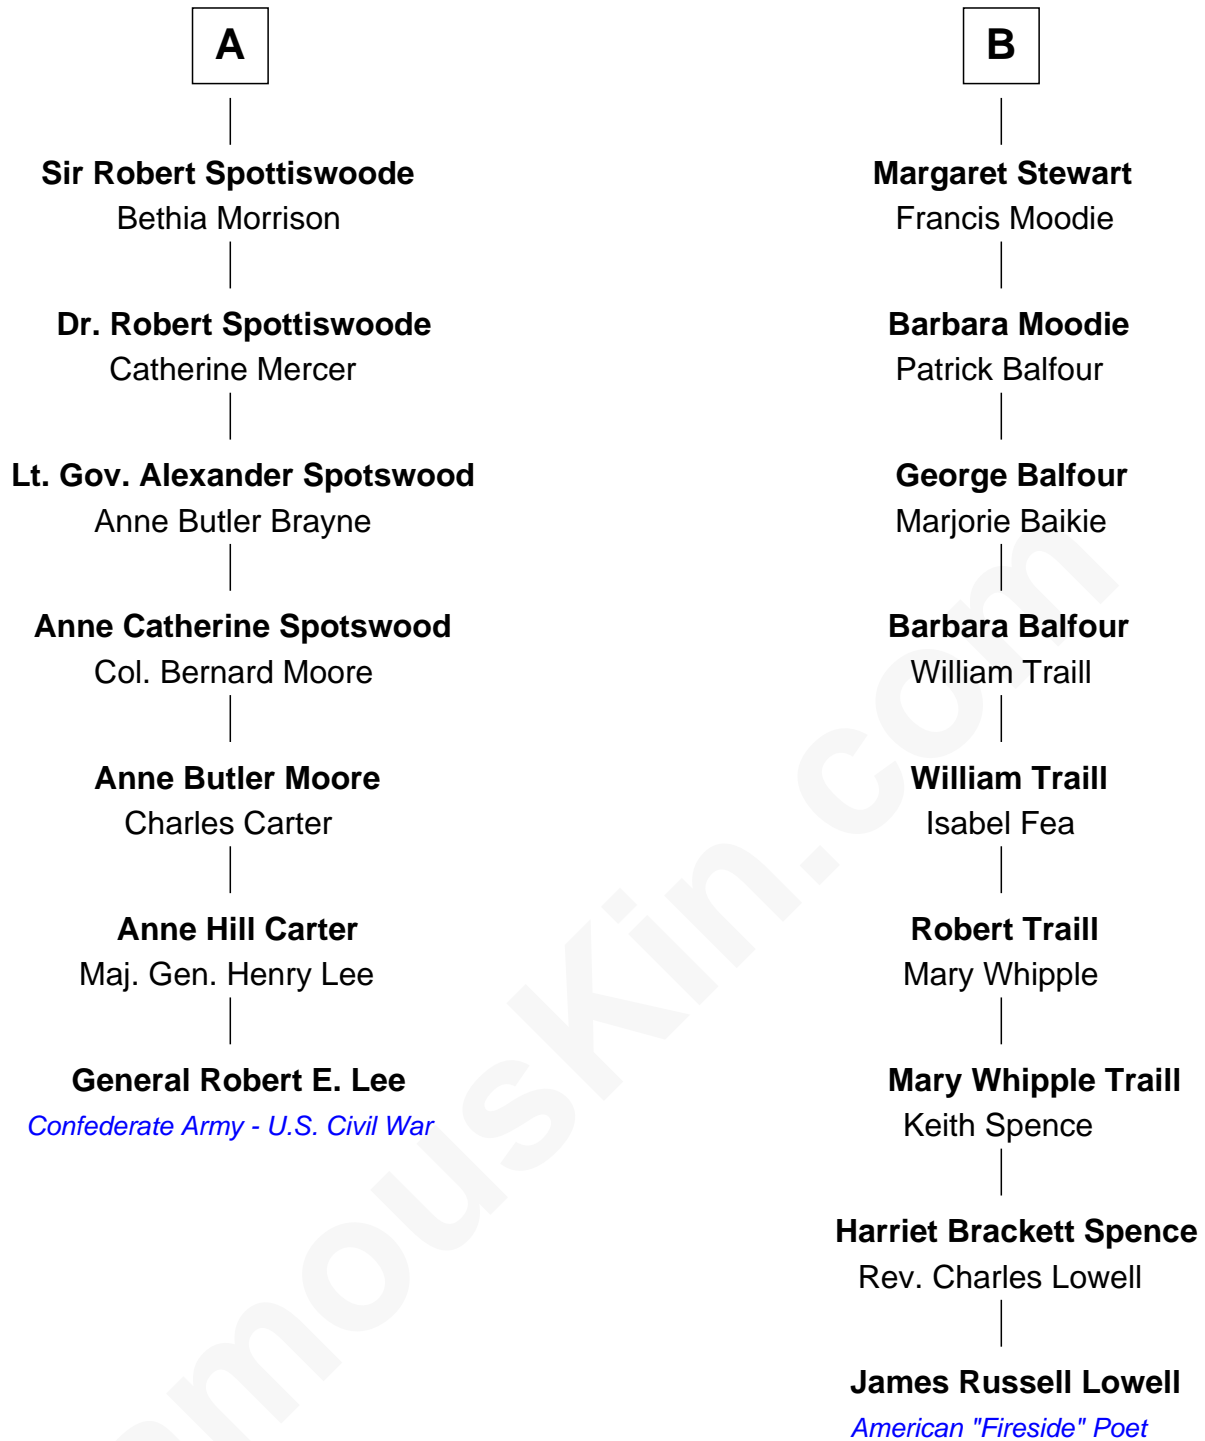 A
Sir Robert Spottiswoode
Bethia Morrison
Dr. Robert Spottiswoode
Catherine Mercer
Lt. Gov. Alexander Spotswood
Anne Butler Brayne
Anne Catherine Spotswood
Col. Bernard Moore
Anne Butler Moore
Charles Carter
Anne Hill Carter
Maj. Gen. Henry Lee
General Robert E. Lee
Confederate Army - U.S. Civil War
B
Margaret Stewart
Francis Moodie
Barbara Moodie
Patrick Balfour
George Balfour
Marjorie Baikie
Barbara Balfour
William Traill
William Traill
Isabel Fea
Robert Traill
Mary Whipple
Mary Whipple Traill
Keith Spence
Harriet Brackett Spence
Rev. Charles Lowell
James Russell Lowell
American "Fireside" Poet
amouskin.com